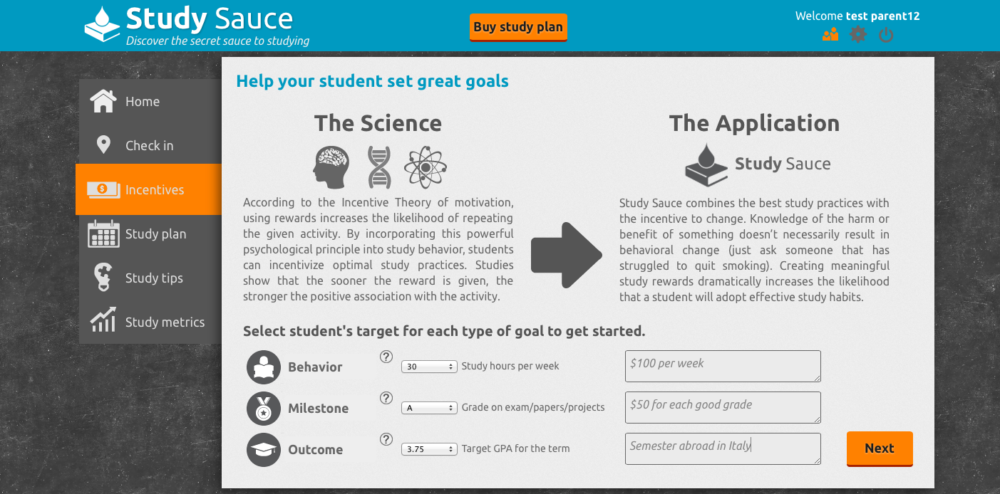 Study Sauce
Discover the secret sauce to studying
Buy study plan
Welcome test parent12
Home
Check in
Incentives
Study plan
Study tips
Study metrics
Help your student set great goals
The Science
According to the Incentive Theory of motivation,
using rewards increases the likelihood of repeating
the given activity. By incorporating this powerful
psychological principle into study behavior, students
can incentivize optimal study practices. Studies
show that the sooner the reward is given, the
stronger the positive association with the activity.
The Application
Study Sauce
Study Sauce combines the best study practices with
the incentive to change. Knowledge of the harm or
benefit of something doesn’t necessarily result in
behavioral change (just ask someone that has
struggled to quit smoking). Creating meaningful
study rewards dramatically increases the likelihood
that a student will adopt effective study habits.
Select student's target for each type of goal to get started.
Behavior ? 30 Study hours per week $100 per week
Milestone ? A Grade on exam/papers/projects $50 for each good grade
Outcome ? 3.75 Target GPA for the term Semester abroad in Italy
Next